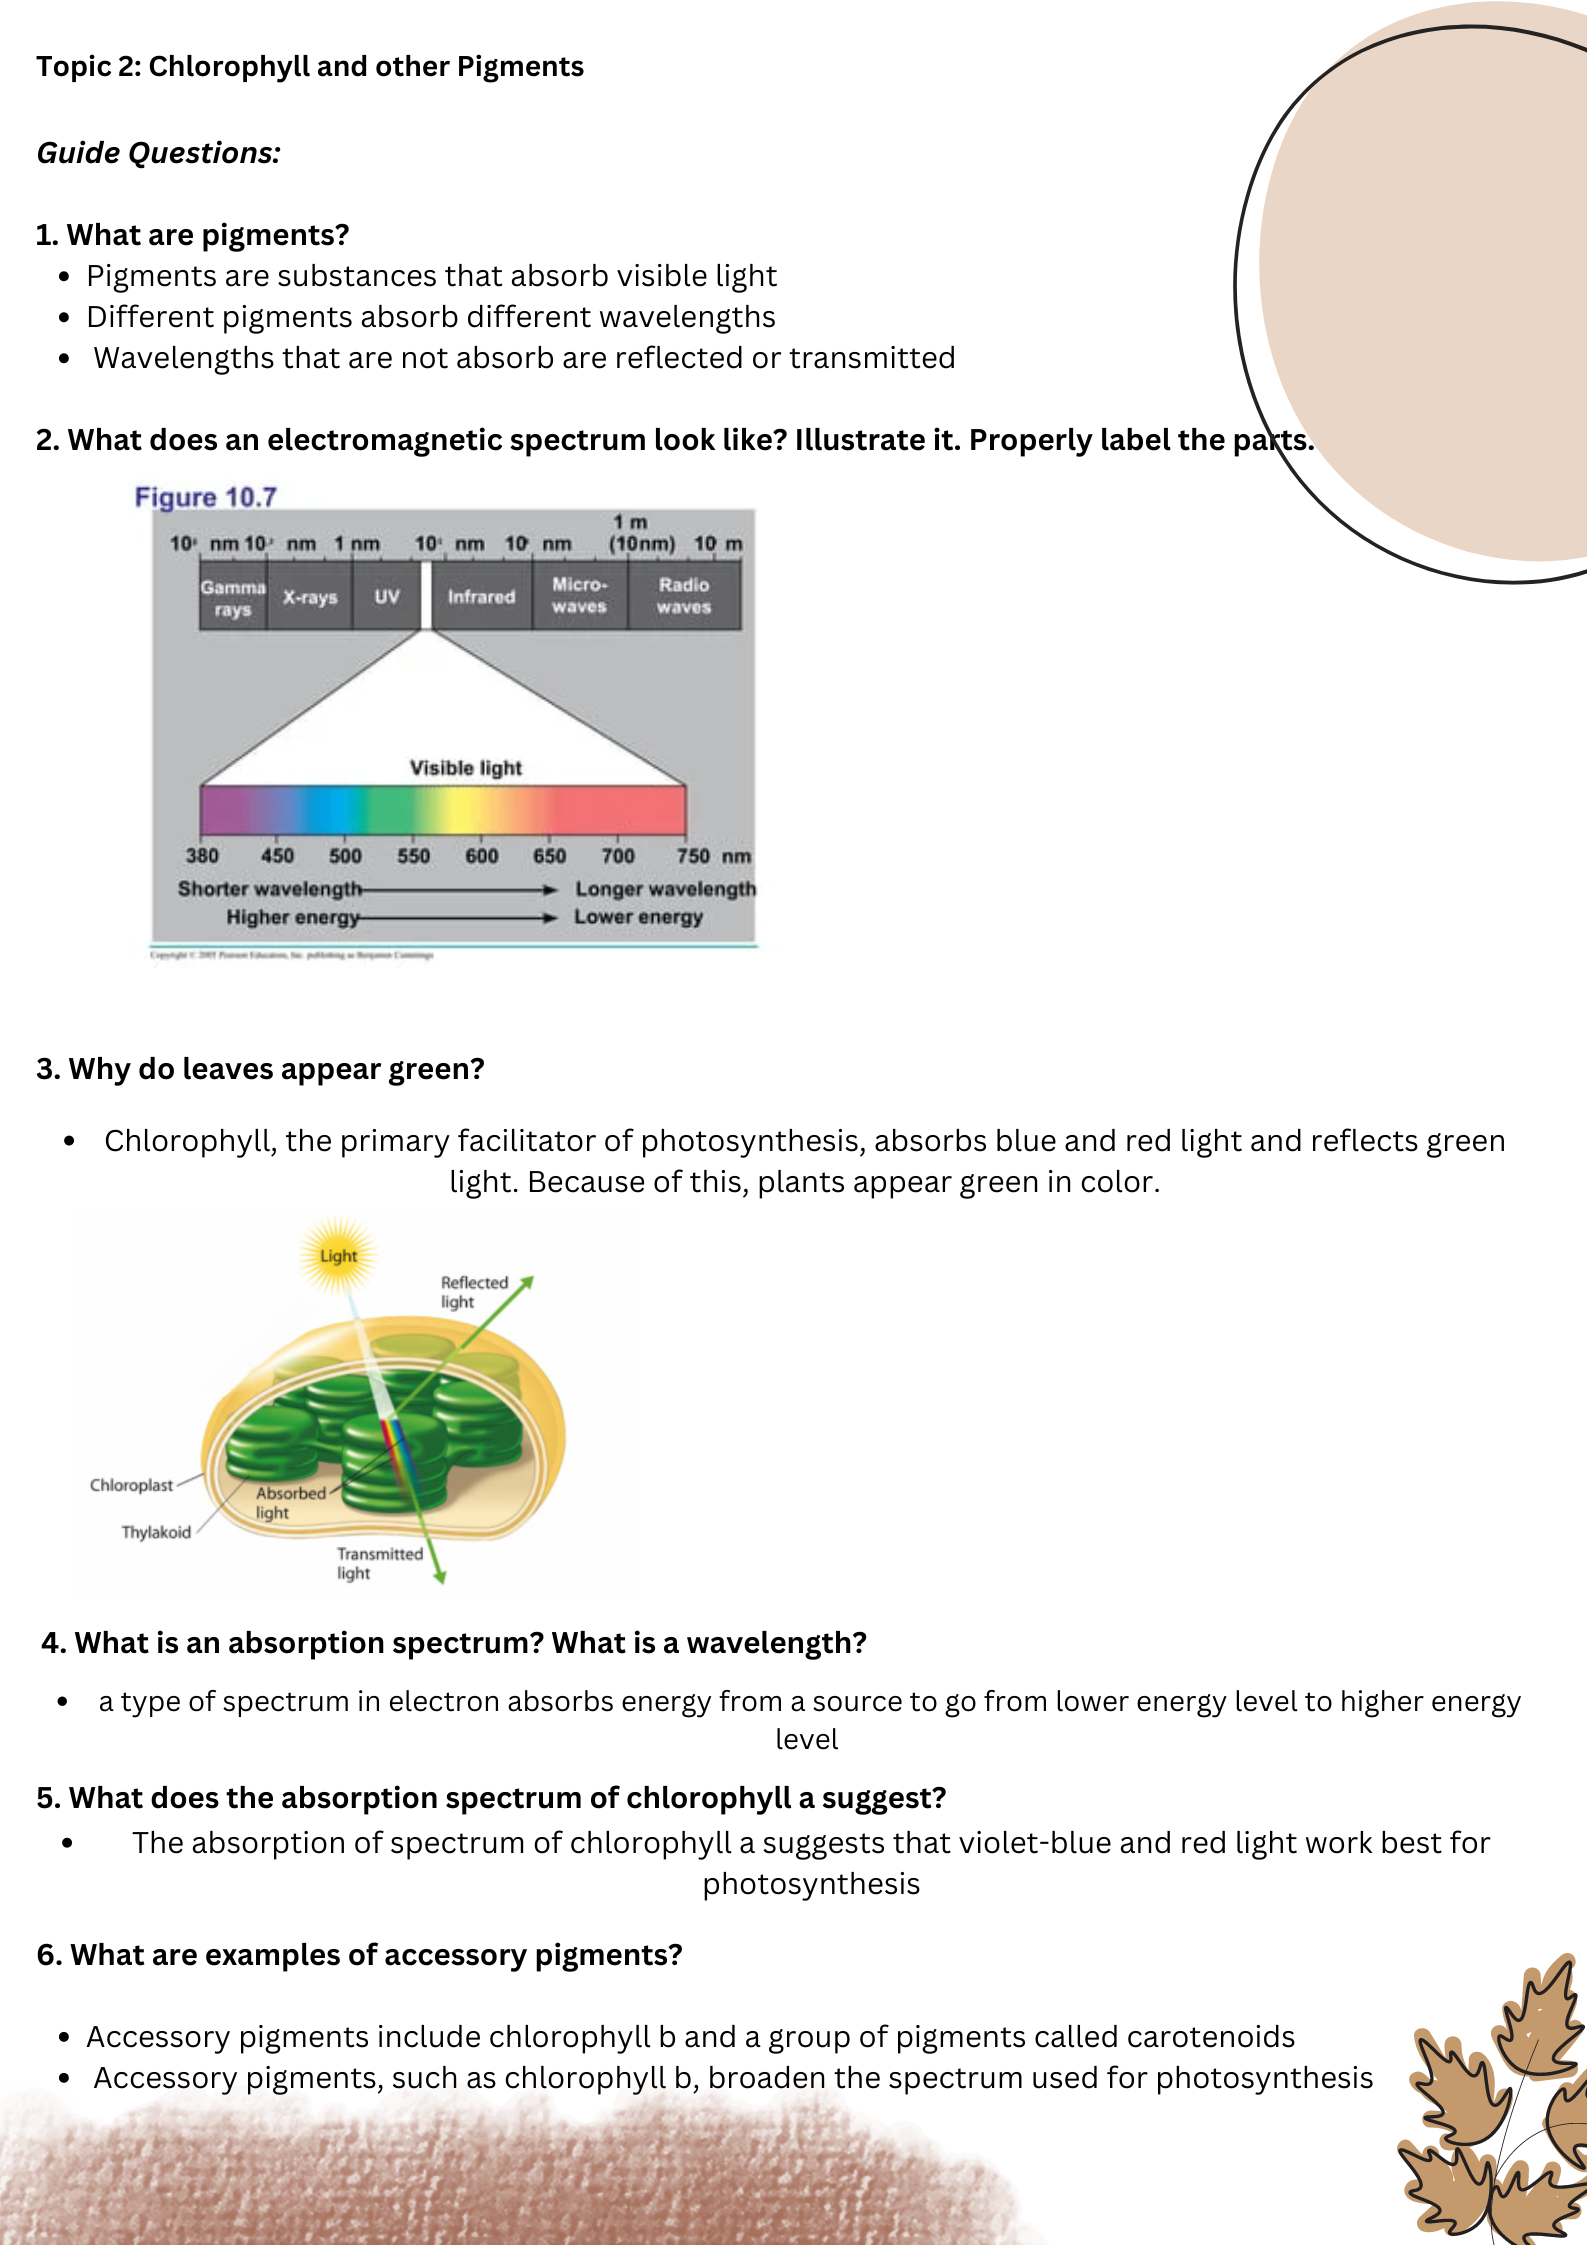 Topic 2: Chlorophyll and other Pigments
Guide Questions:
1. What are pigments?
• Pigments are substances that absorb visible light
• Different pigments absorb different wavelengths
• Wavelengths that are not absorb are reflected or transmitted
2. What does an electromagnetic spectrum look like? Illustrate it. Properly label the parts.
Figure 10.7
1 m
10 nm 10 nm 1 nm 10 nm 10 nm (10nm) 10 m
Gamma rays X-rays UV Infrared Micro-waves Radio waves
Visible light
380 450 500 550 600 650 700 750 nm
Shorter wavelength Longer wavelength
Higher energy Lower energy
Copyright © 2005 Pearson Education, Inc. publishing as Benjamin Cummings
3. Why do leaves appear green?
• Chlorophyll, the primary facilitator of photosynthesis, absorbs blue and red light and reflects green
light. Because of this, plants appear green in color.
Light
Reflected
light
Chloroplast
Absorbed
light
Thylakoid
Transmitted
light
4. What is an absorption spectrum? What is a wavelength?
• a type of spectrum in electron absorbs energy from a source to go from lower energy level to higher energy
level
5. What does the absorption spectrum of chlorophyll a suggest?
• The absorption of spectrum of chlorophyll a suggests that violet-blue and red light work best for
photosynthesis
6. What are examples of accessory pigments?
• Accessory pigments include chlorophyll b and a group of pigments called carotenoids
• Accessory pigments, such as chlorophyll b, broaden the spectrum used for photosynthesis